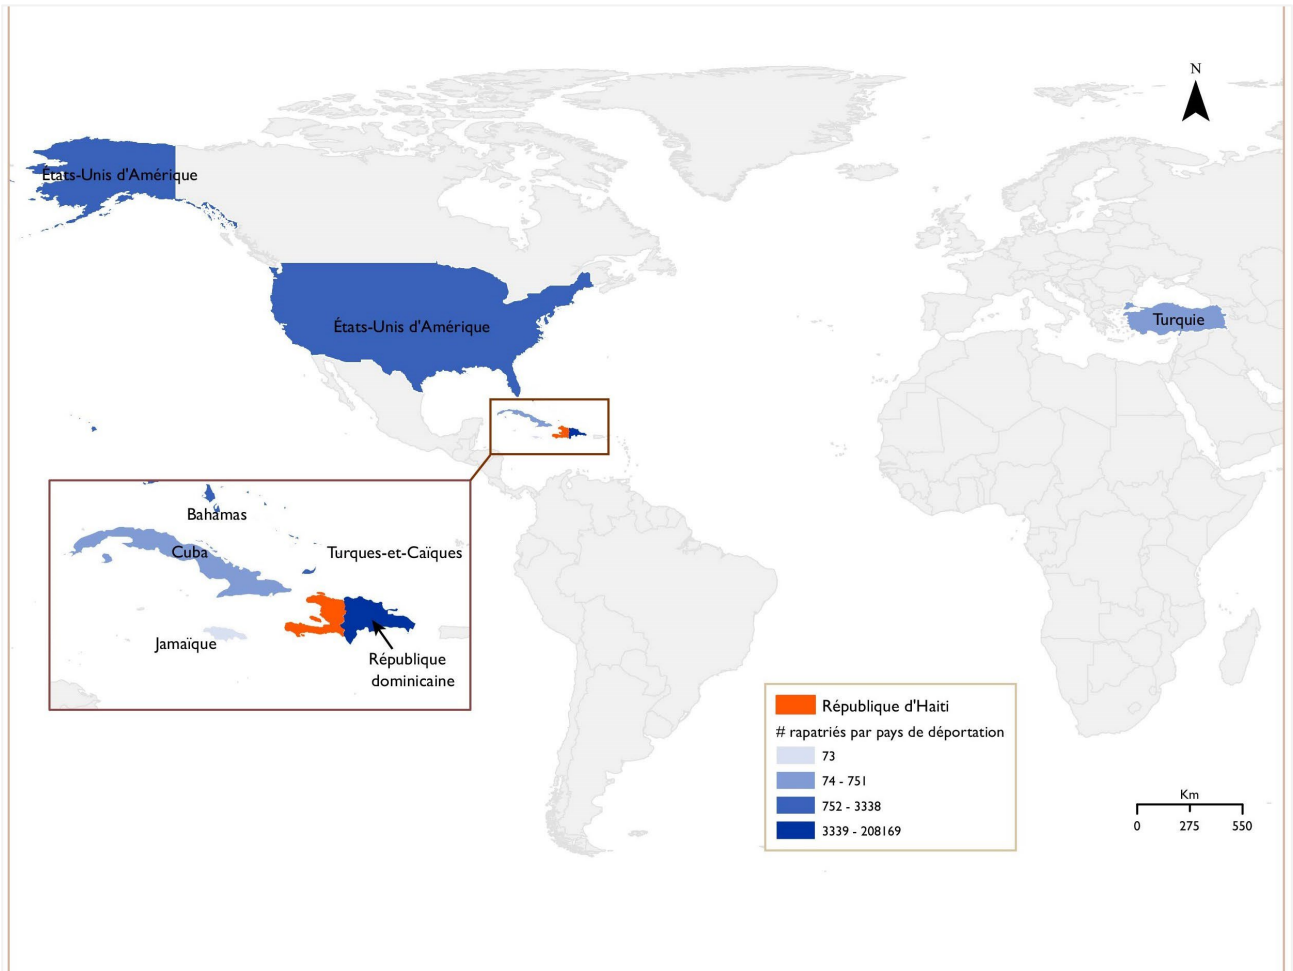 N
États-Unis d'Amérique
États-Unis d'Amérique
Turquie
Bahamas
Cuba
Turques-et-Caïques
Jamaïque
République
dominicaine
République d'Haiti
# rapatriés par pays de déportation
73
74 - 751
752 - 3338
3339 - 208169
Km
0 275 550